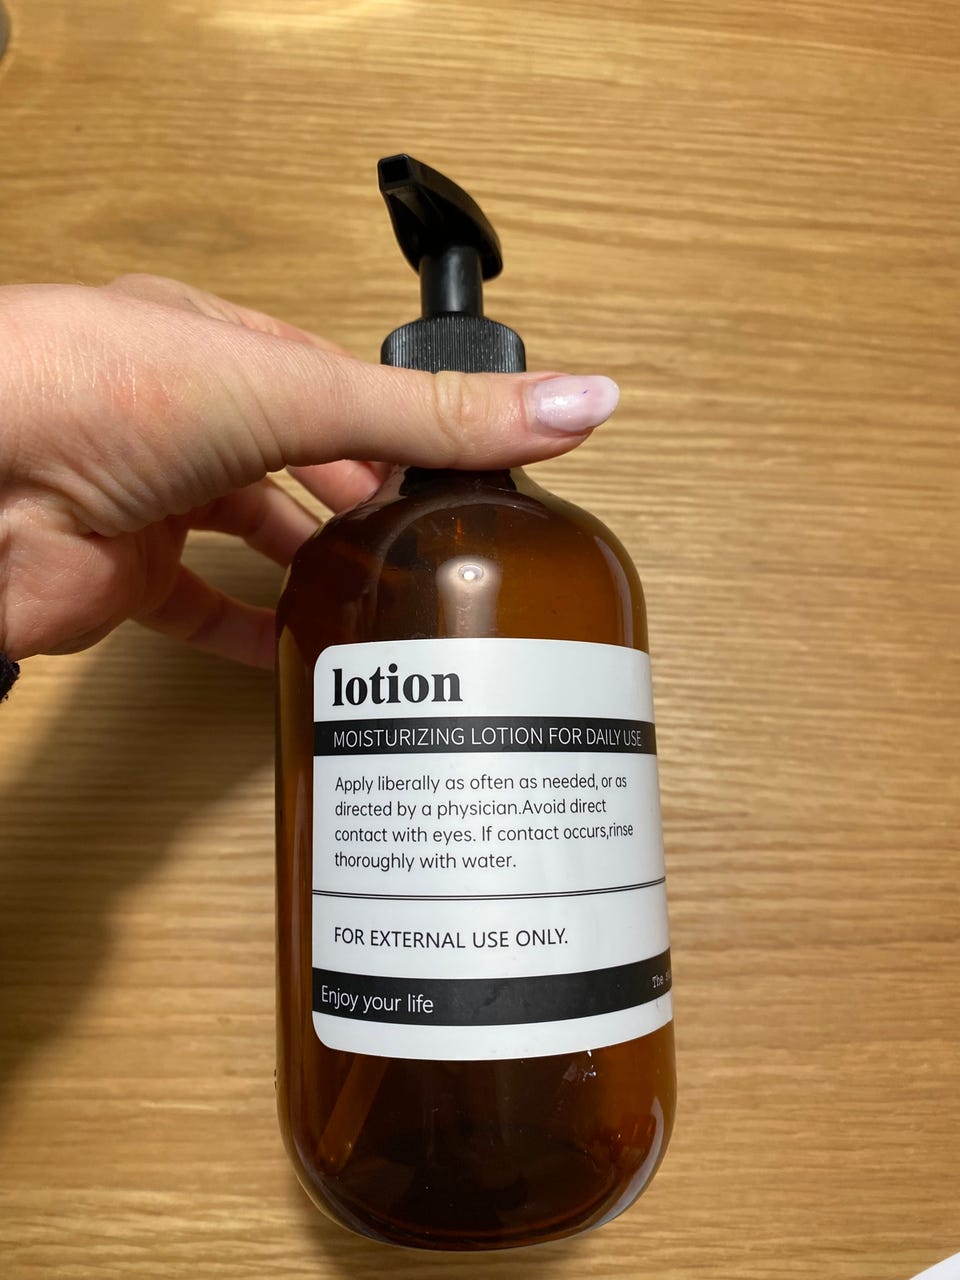 lotion
MOISTURIZING LOTION FOR DAILY USE
Apply liberally as often as needed, or as
directed by a physician.Avoid direct
contact with eyes. If contact occurs,rinse
thoroughly with water.
FOR EXTERNAL USE ONLY.
Enjoy your life
The